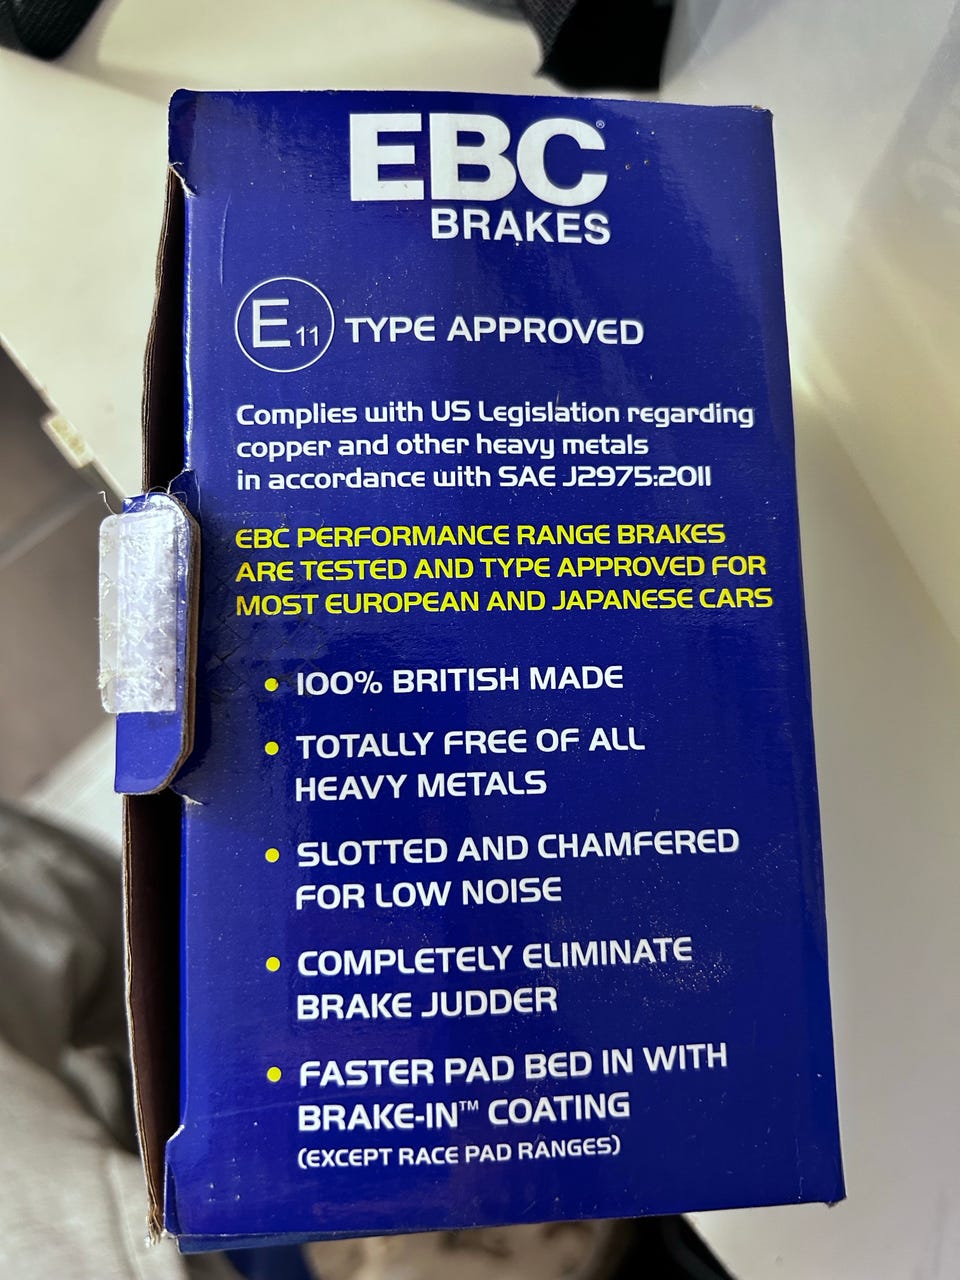 EBC®
BRAKES
E11 TYPE APPROVED
Complies with US Legislation regarding
copper and other heavy metals
in accordance with SAE J2975:2011
EBC PERFORMANCE RANGE BRAKES
ARE TESTED AND TYPE APPROVED FOR
MOST EUROPEAN AND JAPANESE CARS
• 100% BRITISH MADE
• TOTALLY FREE OF ALL
HEAVY METALS
• SLOTTED AND CHAMFERED
FOR LOW NOISE
• COMPLETELY ELIMINATE
BRAKE JUDDER
• FASTER PAD BED IN WITH
BRAKE-IN™ COATING
(EXCEPT RACE PAD RANGES)